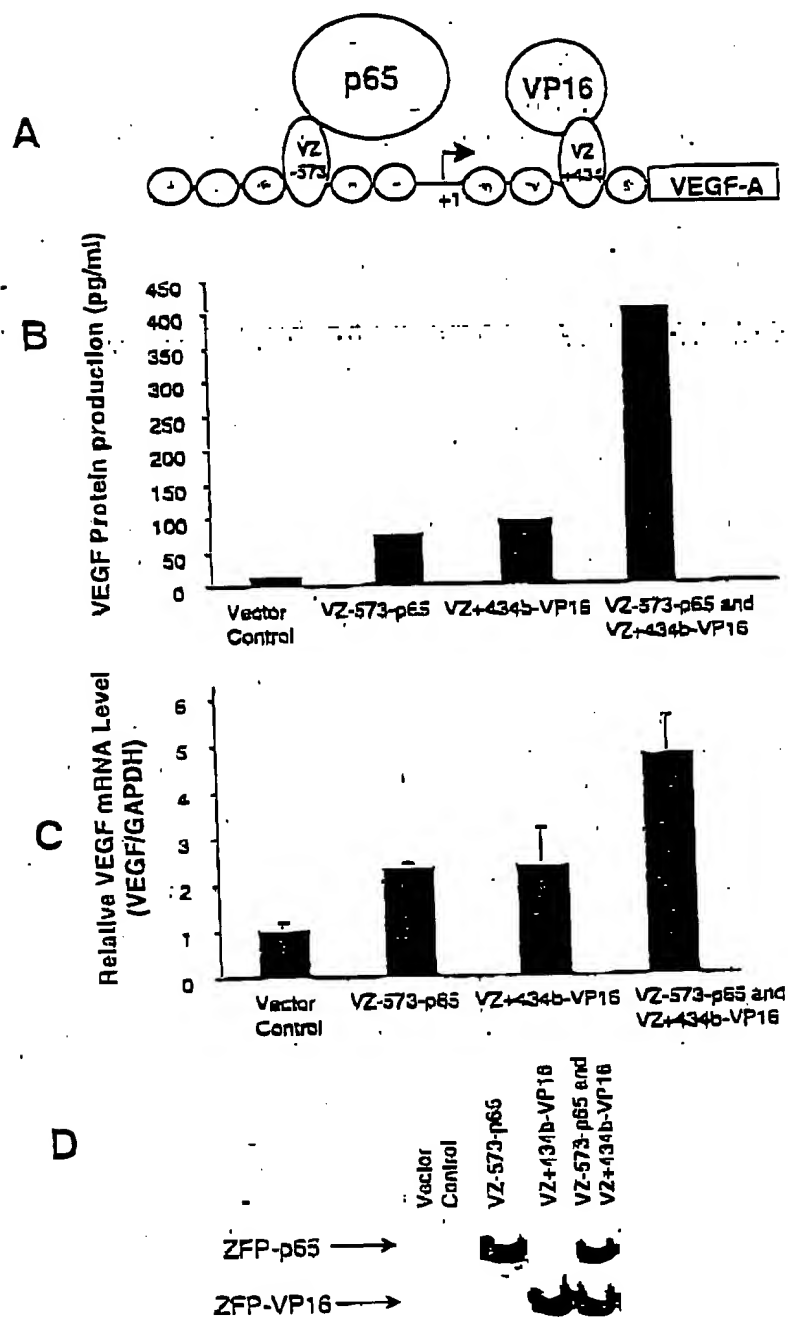 A
p65
VP16
VZ
-573
VZ
+1
VEGF-A
B
VEGF Protein production (pg/ml)
450
400
350
300
250
200
150
100
50
0
Vector
Control
VZ-573-p65
VZ+434b-VP16
VZ-573-p65 and
VZ+434b-VP16
C
Relative VEGF mRNA Level
(VEGF/GAPDH)
6
5
4
3
2
1
0
Vector
Control
VZ-573-p65
VZ+434b-VP16
VZ-573-p65 and
VZ+434b-VP16
D
Vector
Control
VZ-573-p65
VZ+434b-VP16
VZ-573-p65 and
VZ+434b-VP16
ZFP-p65
ZFP-VP16